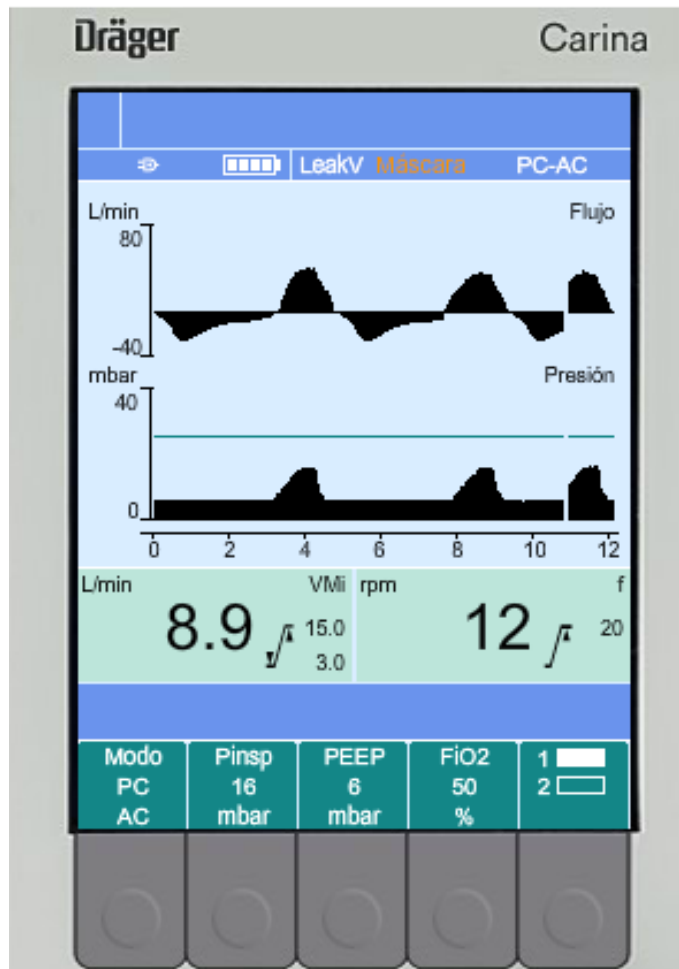 Dräger Carina
LeakV Máscara PC-AC
L/min Flujo
80
-40
mbar Presión
40
0
0 2 4 6 8 10 12
L/min VMi rpm f
8.9 15.0 12 20
3.0
Modo Pinsp PEEP FiO2 1
PC 16 6 50 2
AC mbar mbar %